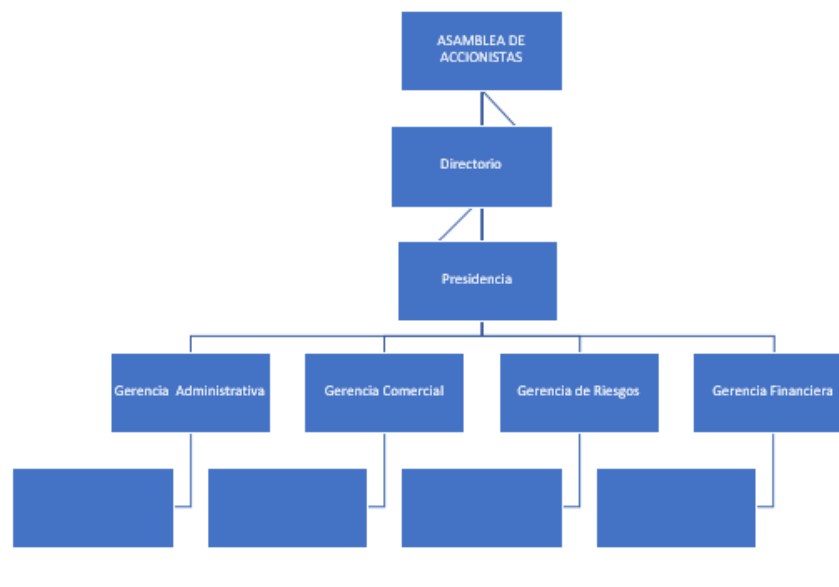 ASAMBLEA DE
ACCIONISTAS
Directorio
Presidencia
Gerencia Administrativa
Gerencia Comercial
Gerencia de Riesgos
Gerencia Financiera